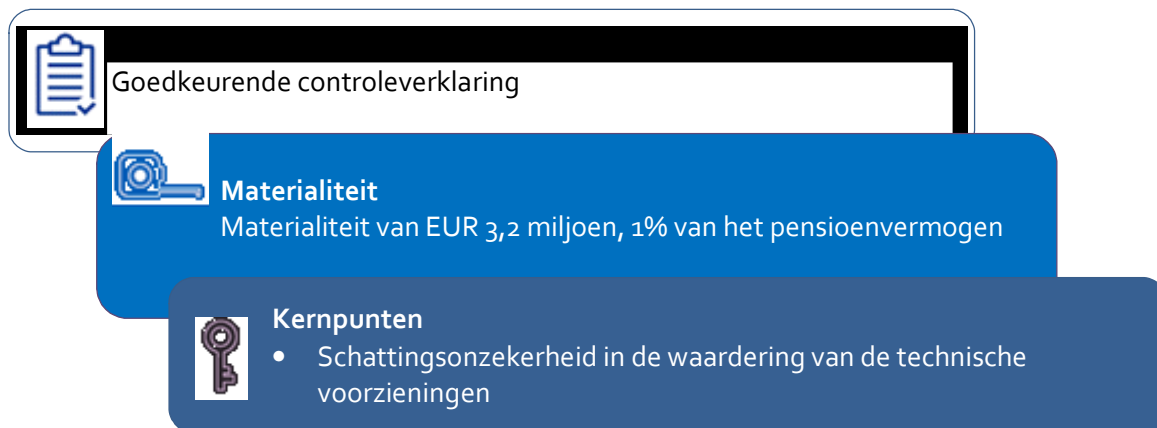 Goedkeurende controleverklaring
Materialiteit
Materialiteit van EUR 3,2 miljoen, 1% van het pensioenvermogen
Kernpunten
• Schattingsonzekerheid in de waardering van de technische
voorzieningen